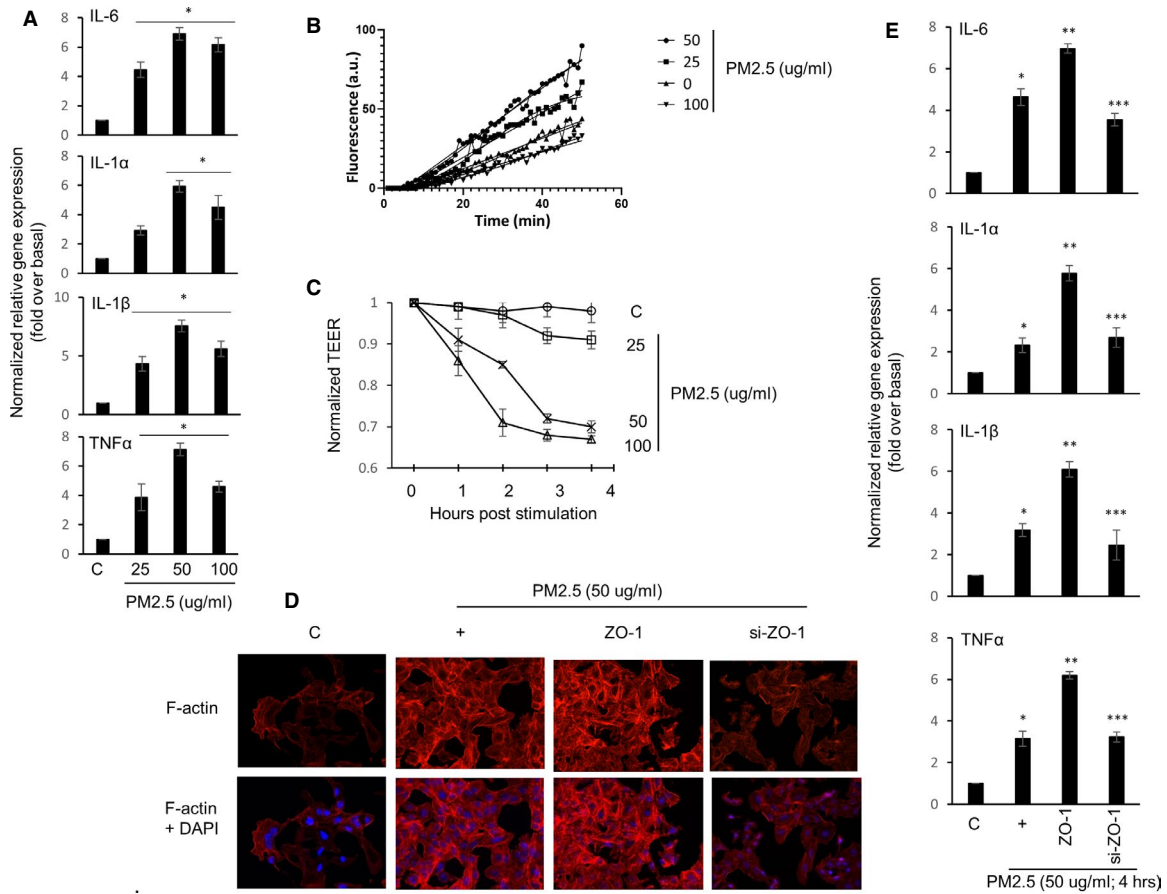 A
Normalized relative gene expression
(fold over basal)
IL-6
8
6
4
2
0
*
IL-1α
8
6
4
2
0
*
IL-1β
10
5
0
*
TNFα
8
6
4
2
0
*
C 25 50 100
PM2.5 (ug/ml)
B
Fluorescence (a.u.)
100
50
0
0 20 40 60
Time (min)
50
25
0
100
PM2.5 (ug/ml)
C
Normalized TEER
1
0.9
0.8
0.7
0.6
0 1 2 3 4
Hours post stimulation
C
25
50
100
PM2.5 (ug/ml)
D
PM2.5 (50 ug/ml)
C + ZO-1 si-ZO-1
F-actin
F-actin
+ DAPI
E
Normalized relative gene expression
(fold over basal)
IL-6
8
6
4
2
0
* ** ***
IL-1α
8
6
4
2
0
* ** ***
IL-1β
8
6
4
2
0
* ** ***
TNFα
8
6
4
2
0
* ** ***
C + ZO-1 si-ZO-1
PM2.5 (50 ug/ml; 4 hrs)